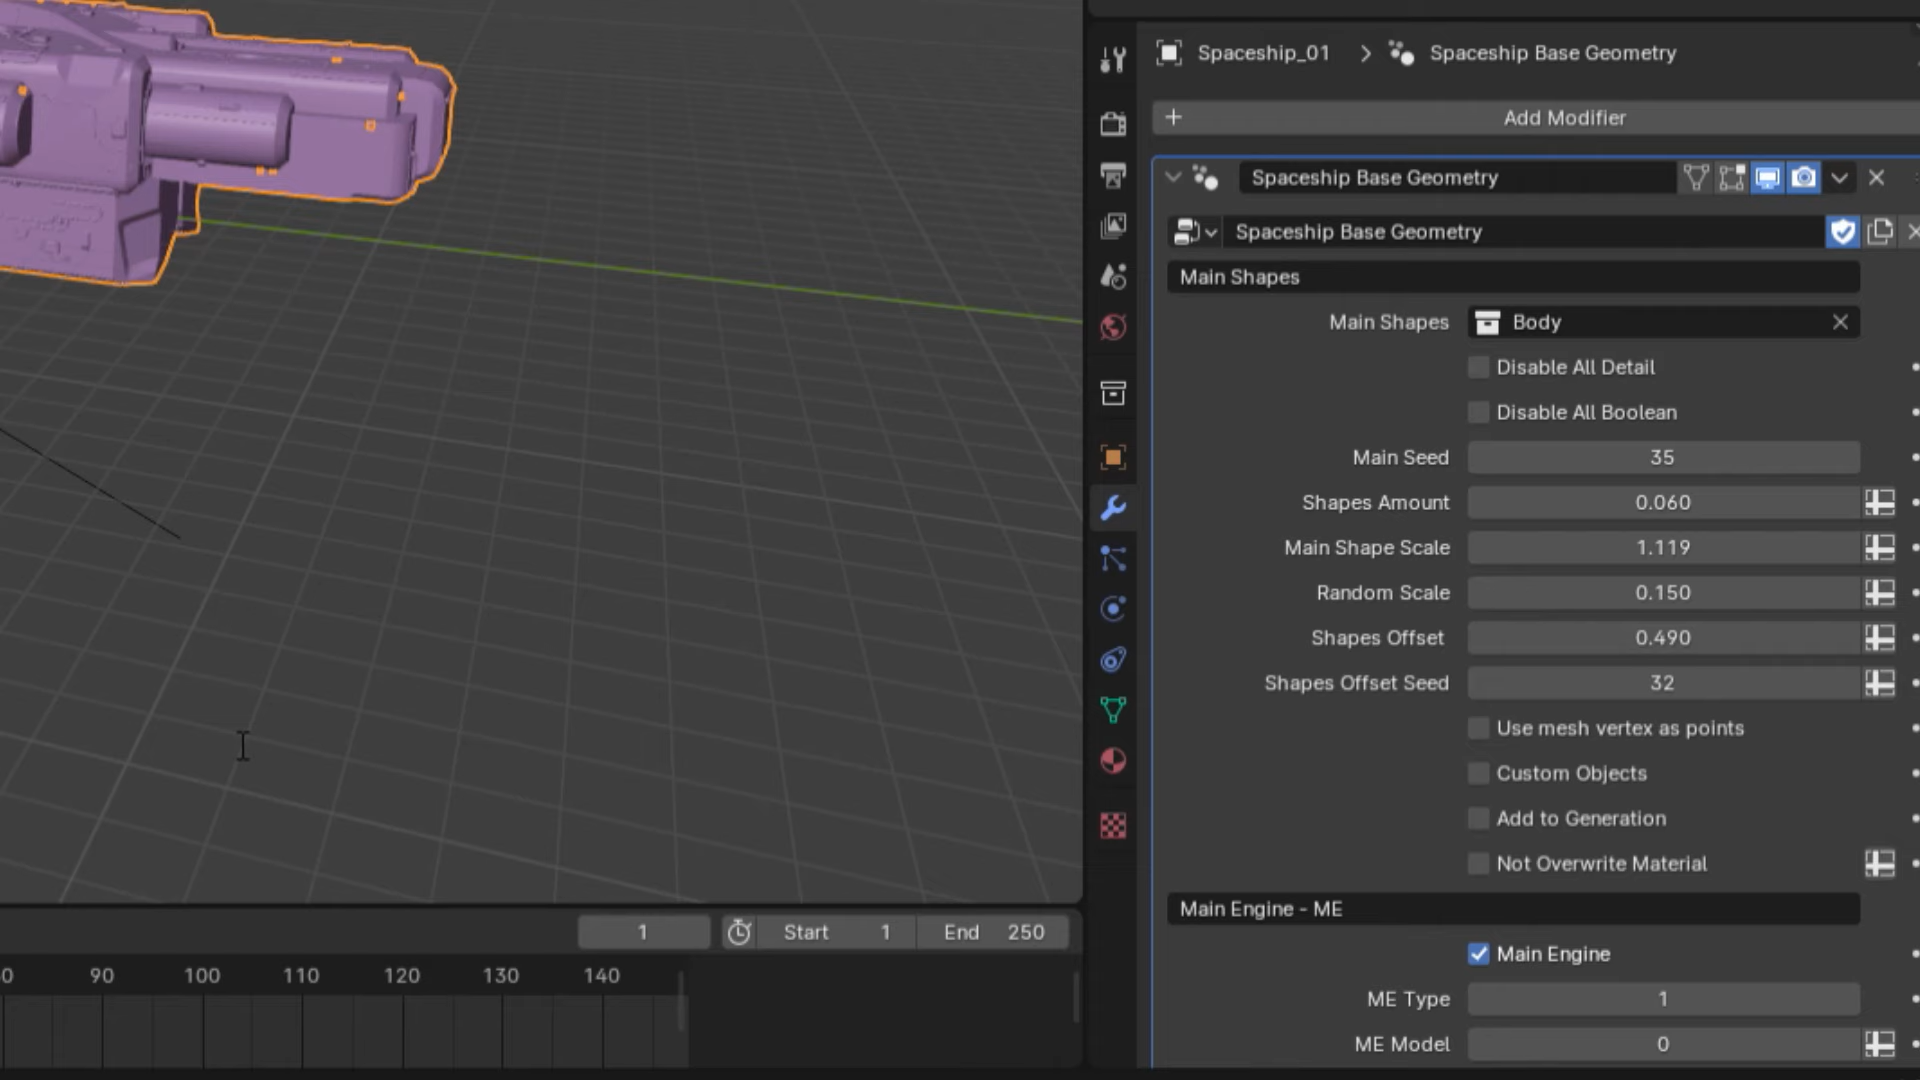 Spaceship_01 > Spaceship Base Geometry
+ Add Modifier
Spaceship Base Geometry
Spaceship Base Geometry
Main Shapes
Main Shapes Body
Disable All Detail
Disable All Boolean
Main Seed 35
Shapes Amount 0.060
Main Shape Scale 1.119
Random Scale 0.150
Shapes Offset 0.490
Shapes Offset Seed 32
Use mesh vertex as points
Custom Objects
Add to Generation
Not Overwrite Material
Main Engine - ME
Main Engine
ME Type 1
ME Model 0
1 Start 1 End 250
0 90 100 110 120 130 140